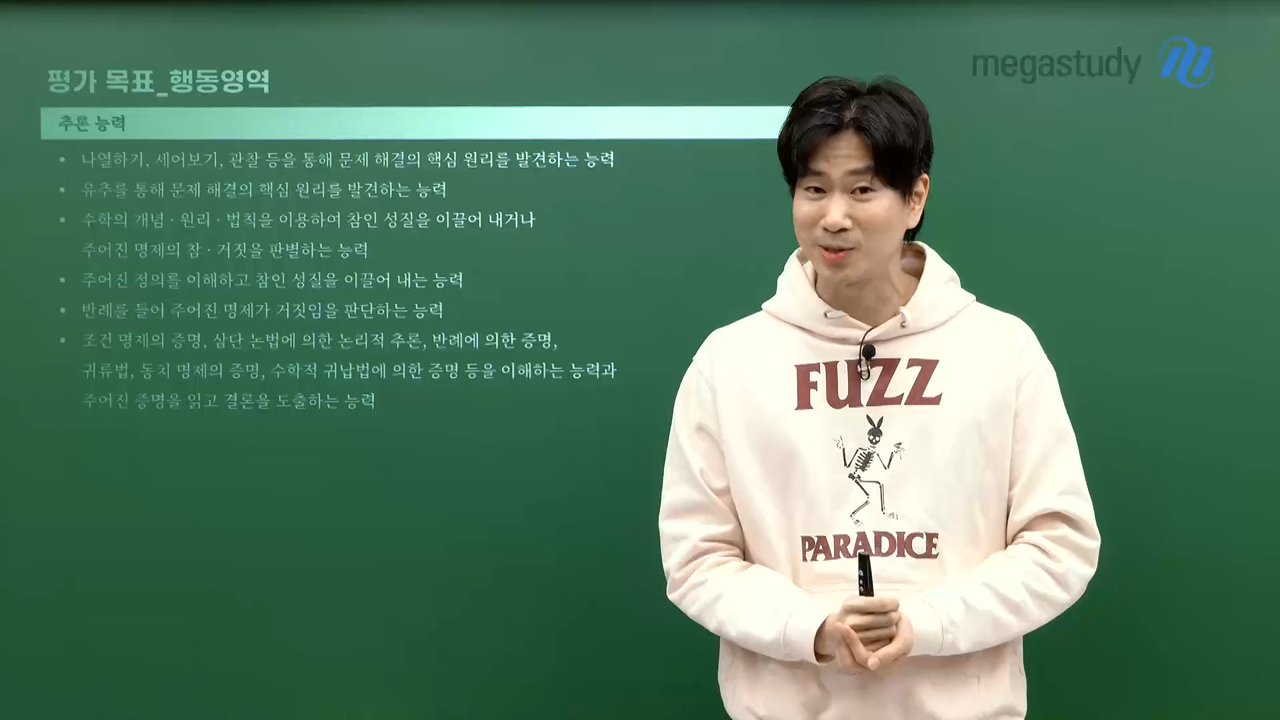 megastudy
평가 목표_행동영역
추론 능력
• 나열하기, 세어보기, 관찰 등을 통해 문제 해결의 핵심 원리를 발견하는 능력
• 유추를 통해 문제 해결의 핵심 원리를 발견하는 능력
• 수학의 개념 · 원리 · 법칙을 이용하여 참인 성질을 이끌어 내거나
주어진 명제의 참 · 거짓을 판별하는 능력
• 주어진 정의를 이해하고 참인 성질을 이끌어 내는 능력
• 반례를 들어 주어진 명제가 거짓임을 판단하는 능력
• 조건 명제의 증명, 삼단 논법에 의한 논리적 추론, 반례에 의한 증명,
귀류법, 동치 명제의 증명, 수학적 귀납법에 의한 증명 등을 이해하는 능력과
주어진 증명을 읽고 결론을 도출하는 능력
FUZZ
PARADICE